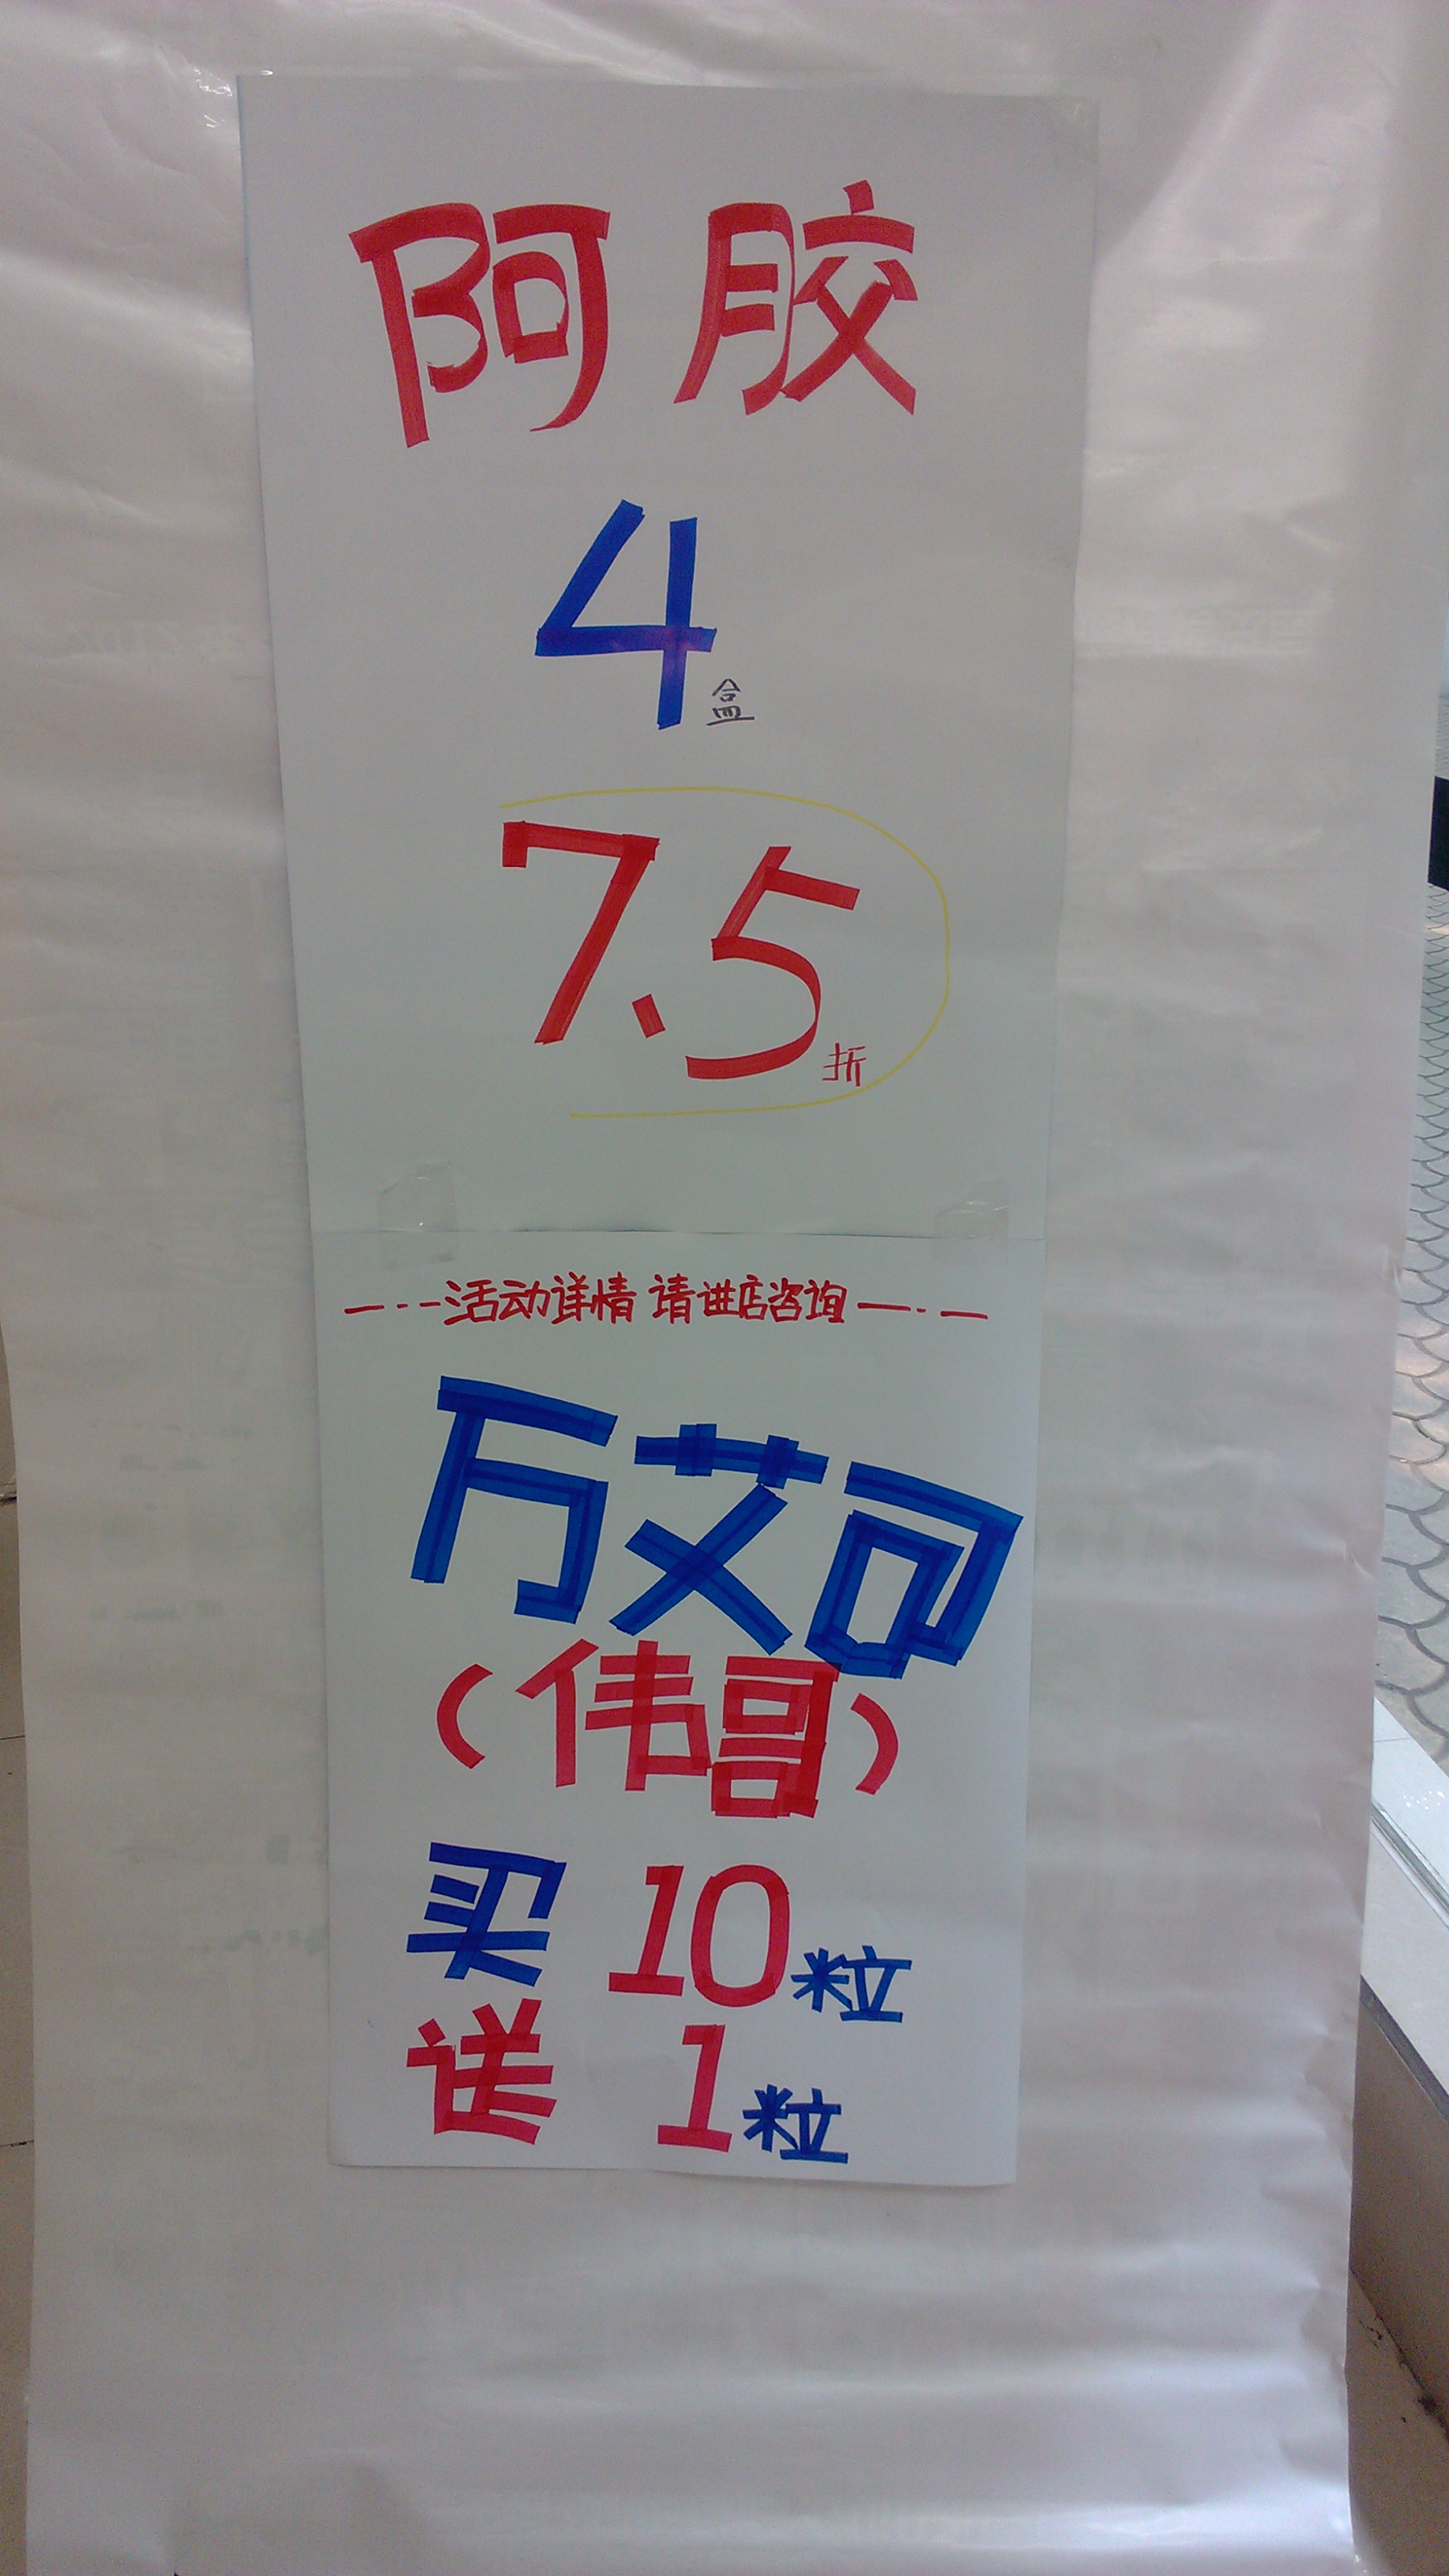 阿胶
4盒
7.5折
活动详情 请进店咨询
万艾可
(伟哥)
买 10粒
送 1粒